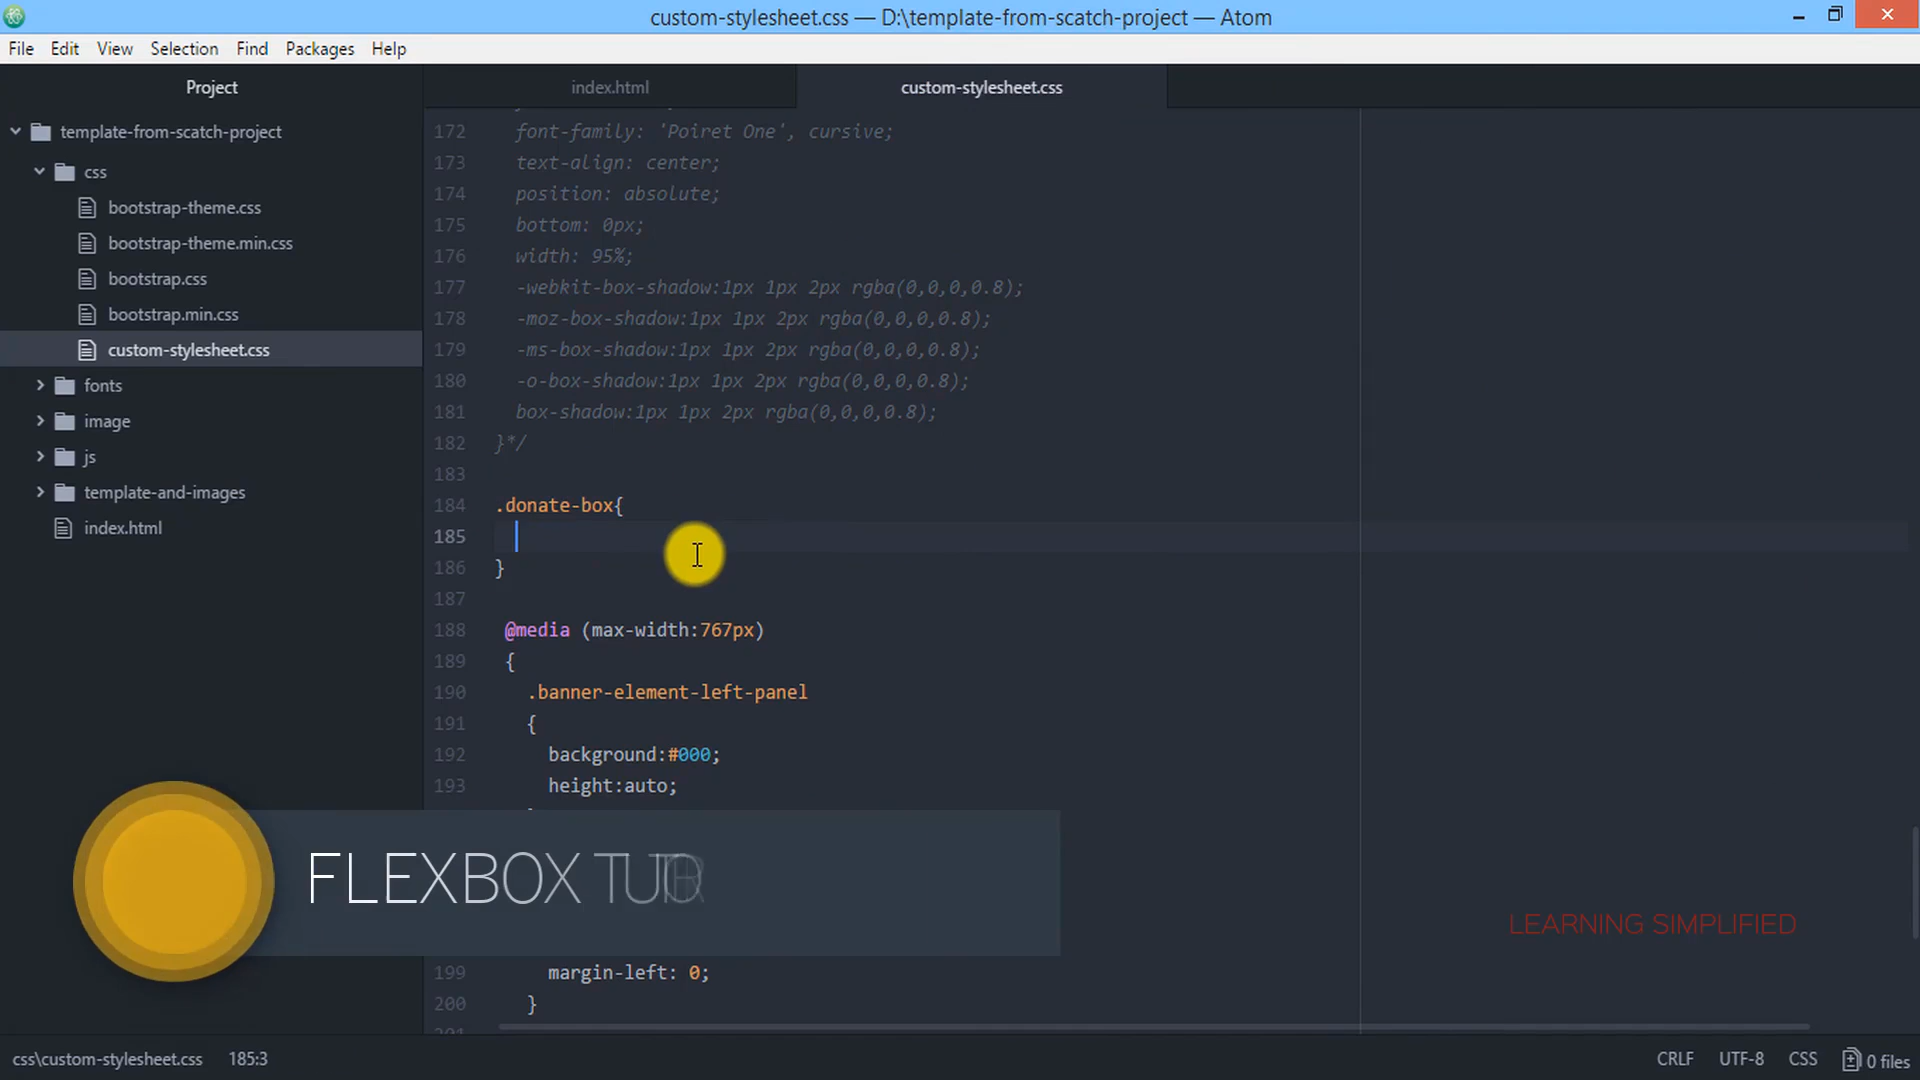 custom-stylesheet.css — D:\template-from-scatch-project — Atom
File Edit View Selection Find Packages Help
Project
index.html
custom-stylesheet.css
template-from-scatch-project
css
bootstrap-theme.css
bootstrap-theme.min.css
bootstrap.css
bootstrap.min.css
custom-stylesheet.css
fonts
image
js
template-and-images
index.html
172 font-family: 'Poiret One', cursive;
173 text-align: center;
174 position: absolute;
175 bottom: 0px;
176 width: 95%;
177 -webkit-box-shadow:1px 1px 2px rgba(0,0,0,0.8);
178 -moz-box-shadow:1px 1px 2px rgba(0,0,0,0.8);
179 -ms-box-shadow:1px 1px 2px rgba(0,0,0,0.8);
180 -o-box-shadow:1px 1px 2px rgba(0,0,0,0.8);
181 box-shadow:1px 1px 2px rgba(0,0,0,0.8);
182 }*/
183
184 .donate-box{
185
186 }
187
188 @media (max-width:767px)
189 {
190 .banner-element-left-panel
191 {
192 background:#000;
193 height:auto;
FLEXBOX
LEARNING SIMPLIFIED
199 margin-left: 0;
200 }
css\custom-stylesheet.css 185:3
CRLF UTF-8 CSS 0 files